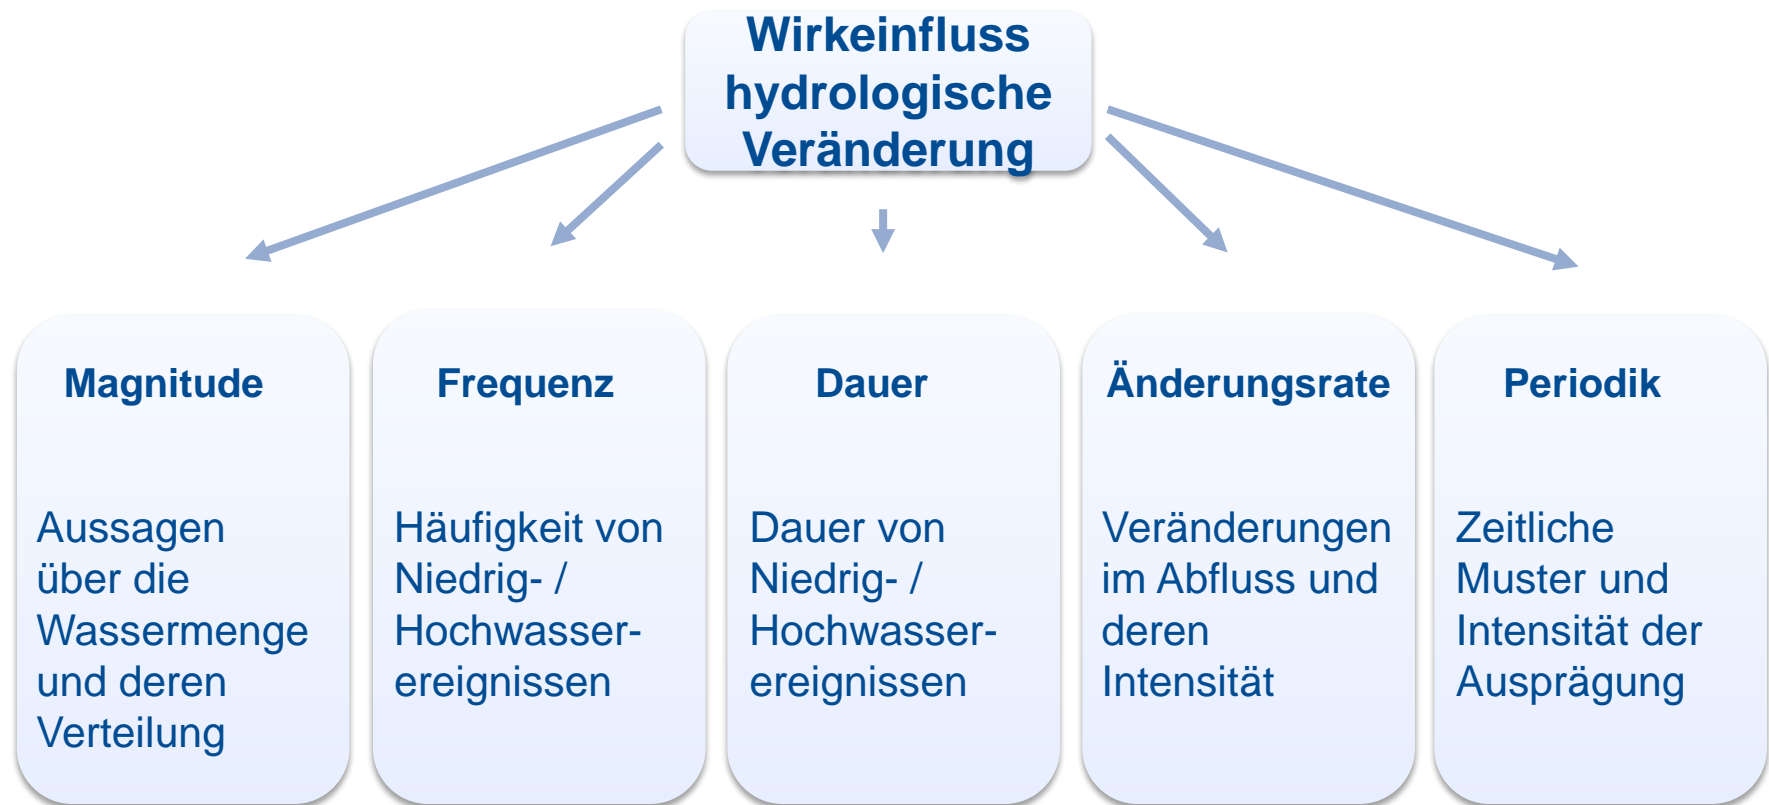 Wirkeinfluss
hydrologische
Veränderung
Magnitude
Aussagen
über die
Wassermenge
und deren
Verteilung
Frequenz
Häufigkeit von
Niedrig- /
Hochwasser-
ereignissen
Dauer
Dauer von
Niedrig- /
Hochwasser-
ereignissen
Änderungsrate
Veränderungen
im Abfluss und
deren
Intensität
Periodik
Zeitliche
Muster und
Intensität der
Ausprägung